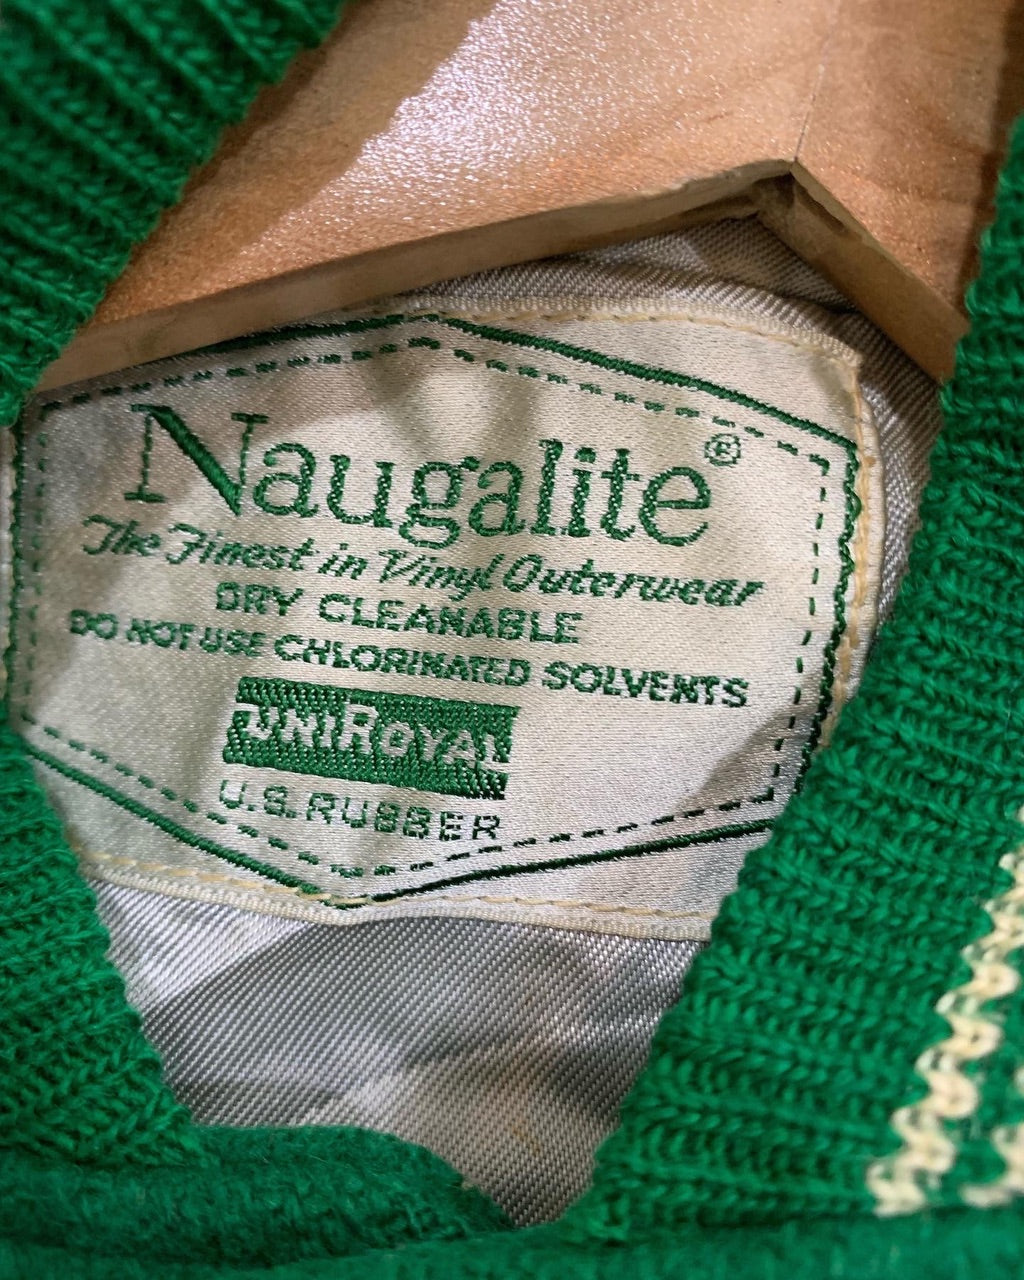 Naugalite®
The Finest in Vinyl Outerwear
DRY CLEANABLE
DO NOT USE CHLORINATED SOLVENTS
UNIROYAL
U.S. RUBBER